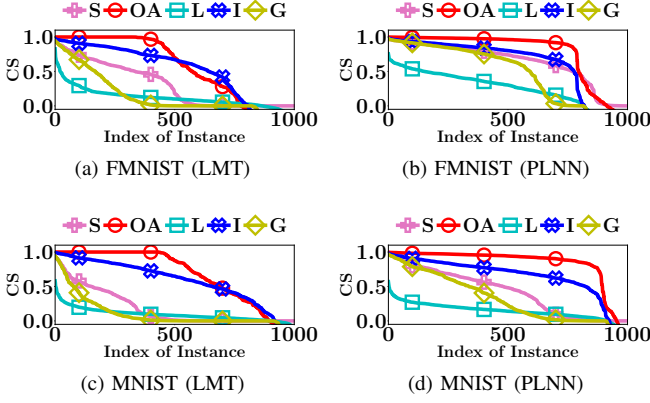 S OA L I G
S OA L I G
1.0
0.5
0.0
CS
0 500 1000
Index of Instance
1.0
0.5
0.0
CS
0 500 1000
Index of Instance
(a) FMNIST (LMT)
(b) FMNIST (PLNN)
S OA L I G
S OA L I G
1.0
0.5
0.0
CS
0 500 1000
Index of Instance
1.0
0.5
0.0
CS
0 500 1000
Index of Instance
(c) MNIST (LMT)
(d) MNIST (PLNN)